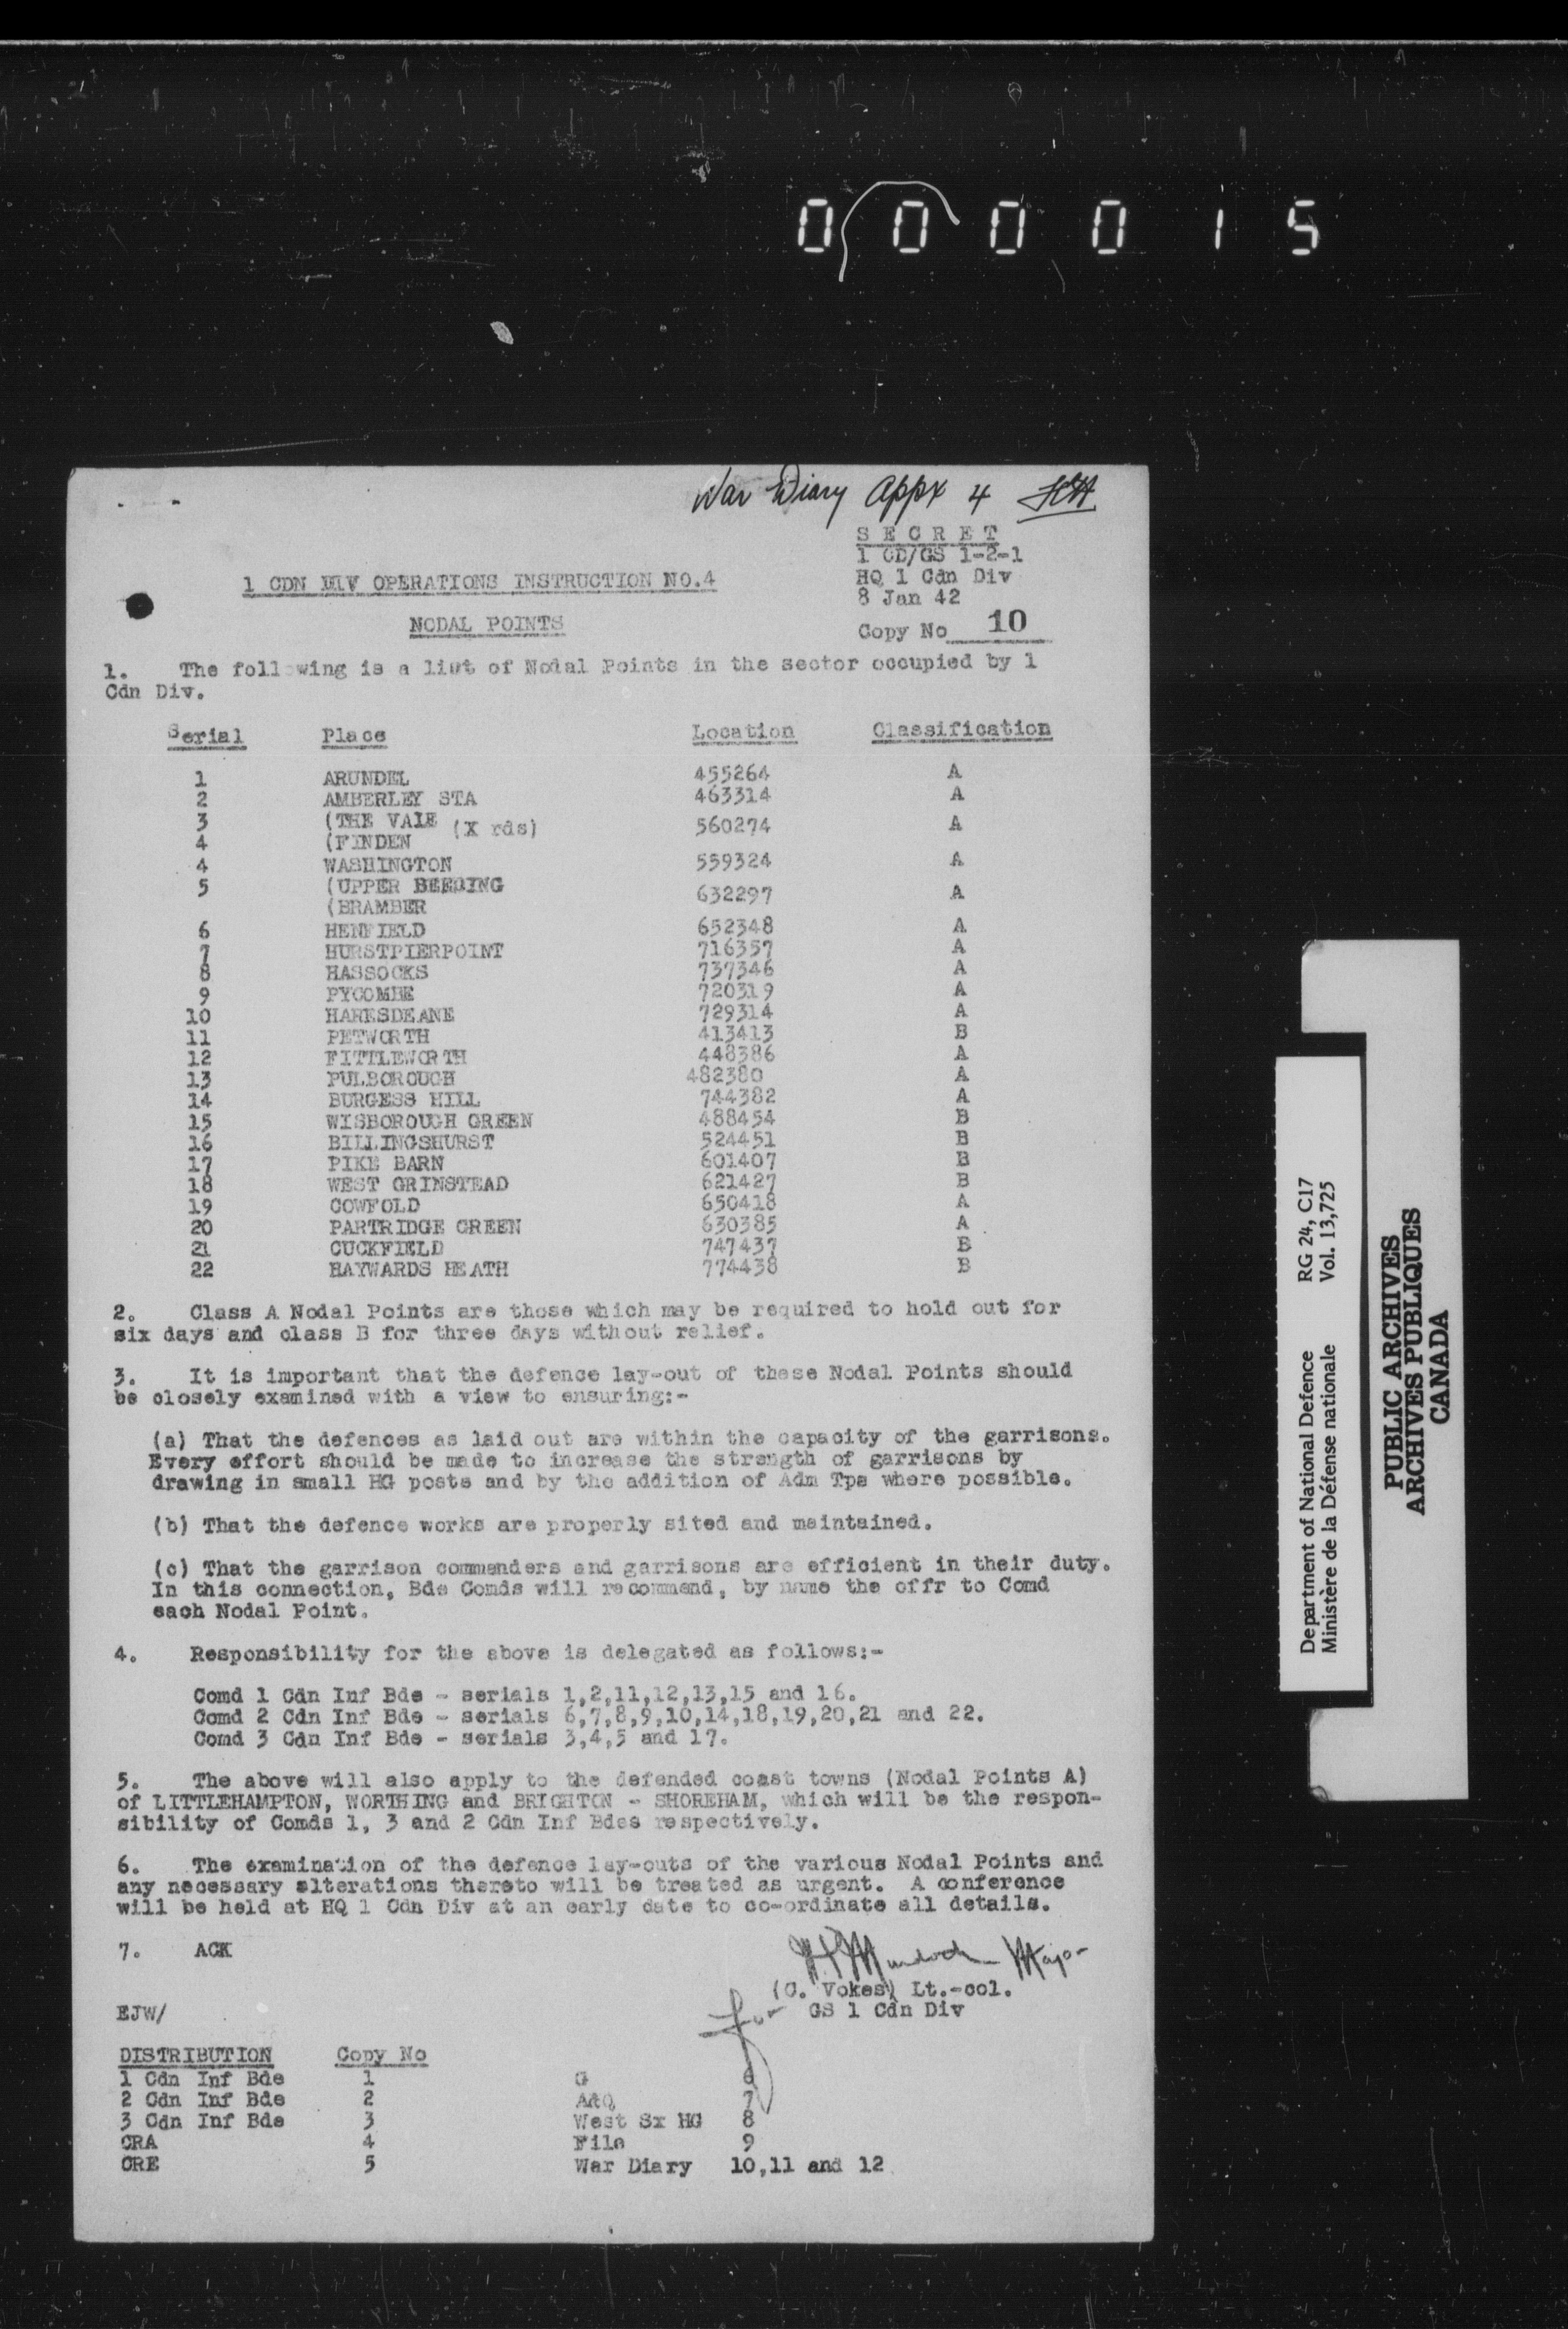 000015
War Diary Appx 4
SECRET
1 CD/GS 1-2-1
HQ 1 Cdn Div
8 Jan 42
Copy No 10
1 CDN DIV OPERATIONS INSTRUCTION NO.4
NODAL POINTS
1. The following is a list of Nodal Points in the sector occupied by 1
Cdn Div.
Serial Place Location Classification
1 ARUNDEL 455264 A
2 AMBERLEY STA 463314 A
3 (THE VALE (X rds) 560274 A
4 (FINDEN
4 WASHINGTON 559324 A
5 (UPPER BEEDING 632297 A
(BRAMBER
6 HENFIELD 652348 A
7 HURSTPIERPOINT 716357 A
8 HASSOCKS 737346 A
9 PYCOMBE 720319 A
10 HARESDEANE 729314 A
11 PETWORTH 413413 B
12 FITTLEWORTH 448386 A
13 PULBOROUGH 482380 A
14 BURGESS HILL 744382 A
15 WISBOROUGH GREEN 488454 B
16 BILLINGSHURST 524451 B
17 PIKE BARN 601407 B
18 WEST GRINSTEAD 621427 B
19 COWFOLD 650418 A
20 PARTRIDGE GREEN 630385 A
21 CUCKFIELD 747437 B
22 HAYWARDS HEATH 774438 B
2. Class A Nodal Points are those which may be required to hold out for
six days and class B for three days without relief.
3. It is important that the defence lay-out of these Nodal Points should
be closely examined with a view to ensuring:-
(a) That the defences as laid out are within the capacity of the garrisons.
Every effort should be made to increase the strength of garrisons by
drawing in small HG posts and by the addition of Adm Tps where possible.
(b) That the defence works are properly sited and maintained.
(c) That the garrison commanders and garrisons are efficient in their duty.
In this connection, Bde Comds will recommend, by name the offr to Comd
each Nodal Point.
4. Responsibility for the above is delegated as follows:-
Comd 1 Cdn Inf Bde - serials 1,2,11,12,13,15 and 16.
Comd 2 Cdn Inf Bde - serials 6,7,8,9,10,14,18,19,20,21 and 22.
Comd 3 Cdn Inf Bde - serials 3,4,5 and 17.
5. The above will also apply to the defended coast towns (Nodal Points A)
of LITTLEHAMPTON, WORTHING and BRIGHTON - SHOREHAM, which will be the respon-
sibility of Comds 1, 3 and 2 Cdn Inf Bdes respectively.
6. The examination of the defence lay-outs of the various Nodal Points and
any necessary alterations thereto will be treated as urgent. A conference
will be held at HQ 1 Cdn Div at an early date to co-ordinate all details.
7. ACK
Murdoch Major
(C. Vokes) Lt.-col.
for GS 1 Cdn Div
EJW/
DISTRIBUTION Copy No
1 Cdn Inf Bde 1 G 6
2 Cdn Inf Bde 2 A&Q 7
3 Cdn Inf Bde 3 West Sx HG 8
CRA 4 File 9
CRE 5 War Diary 10,11 and 12
Department of National Defence RG 24, C17
Ministère de la Défense nationale Vol. 13,725
PUBLIC ARCHIVES
ARCHIVES PUBLIQUES
CANADA